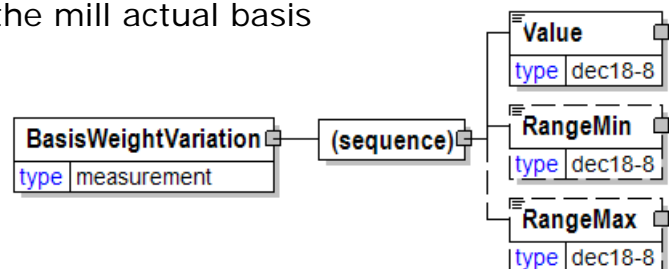 the mill actual basis
Value
type dec18-8
RangeMin
type dec18-8
BasisWeightVariation
type measurement
(sequence)
RangeMax
type dec18-8